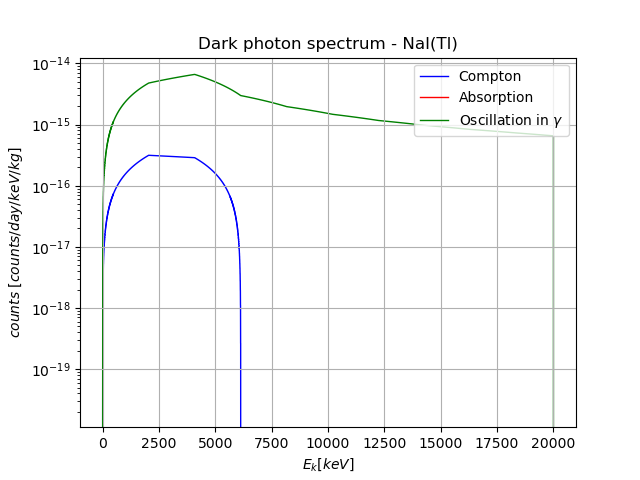 Dark photon spectrum - NaI(Tl)
Compton
Absorption
Oscillation in γ
counts [counts/day/keV/kg]
10⁻¹⁴
10⁻¹⁵
10⁻¹⁶
10⁻¹⁷
10⁻¹⁸
10⁻¹⁹
0 2500 5000 7500 10000 12500 15000 17500 20000
E_k[keV]